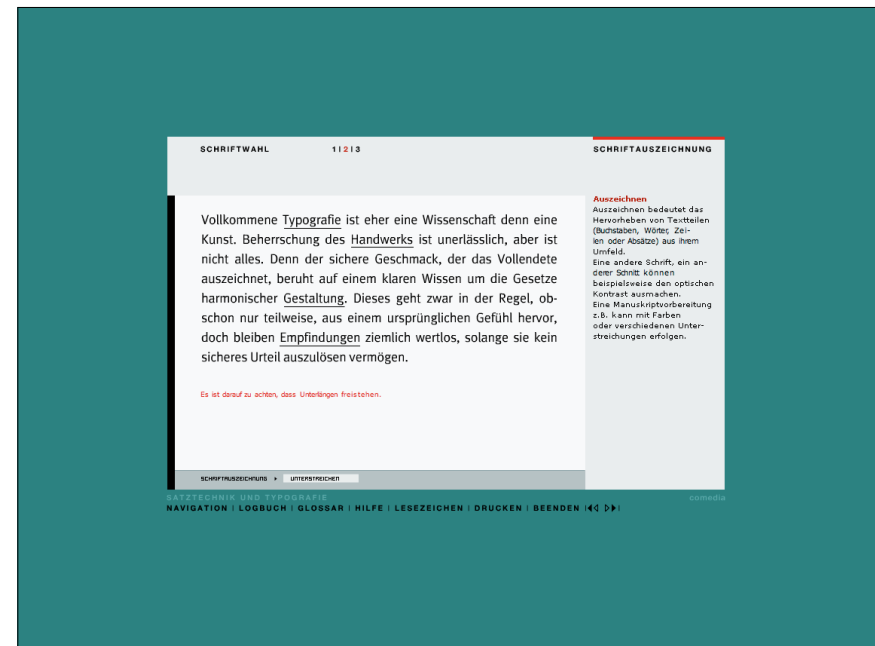 SCHRIFTWAHL 1 | 2 | 3 SCHRIFTAUSZEICHNUNG
Vollkommene Typografie ist eher eine Wissenschaft denn eine
Kunst. Beherrschung des Handwerks ist unerlässlich, aber ist
nicht alles. Denn der sichere Geschmack, der das Vollendete
auszeichnet, beruht auf einem klaren Wissen um die Gesetze
harmonischer Gestaltung. Dieses geht zwar in der Regel, ob-
schon nur teilweise, aus einem ursprünglichen Gefühl hervor,
doch bleiben Empfindungen ziemlich wertlos, solange sie kein
sicheres Urteil auszulösen vermögen.
Es ist darauf zu achten, dass Unterlängen freistehen.
Auszeichnen
Auszeichnen bedeutet das
Hervorheben von Textteilen
(Buchstaben, Wörter, Zei-
len oder Absätze) aus ihrem
Umfeld.
Eine andere Schrift, ein an-
derer Schnitt können
beispielsweise den optischen
Kontrast ausmachen.
Eine Manuskriptvorbereitung
z.B. kann mit Farben
oder verschiedenen Unter-
streichungen erfolgen.
SCHRIFTAUSZEICHNUNG UNTERSTREICHEN
SATZTECHNIK UND TYPOGRAFIE comedia
NAVIGATION | LOGBUCH | GLOSSAR | HILFE | LESEZEICHEN | DRUCKEN | BEENDEN